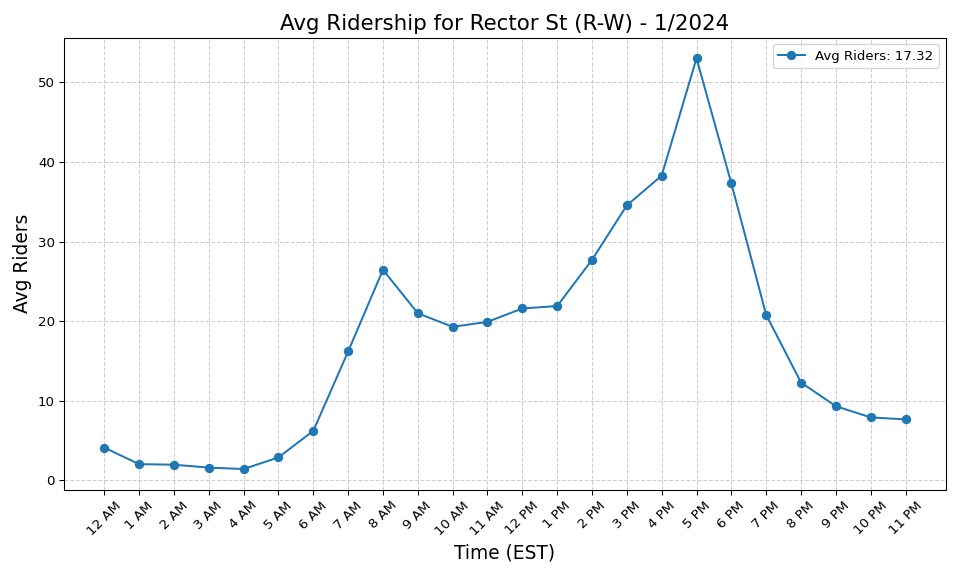 Avg Ridership for Rector St (R-W) - 1/2024
Avg Riders: 17.32
Avg Riders
50
40
30
20
10
0
12 AM
1 AM
2 AM
3 AM
4 AM
5 AM
6 AM
7 AM
8 AM
9 AM
10 AM
11 AM
12 PM
1 PM
2 PM
3 PM
4 PM
5 PM
6 PM
7 PM
8 PM
9 PM
10 PM
11 PM
Time (EST)